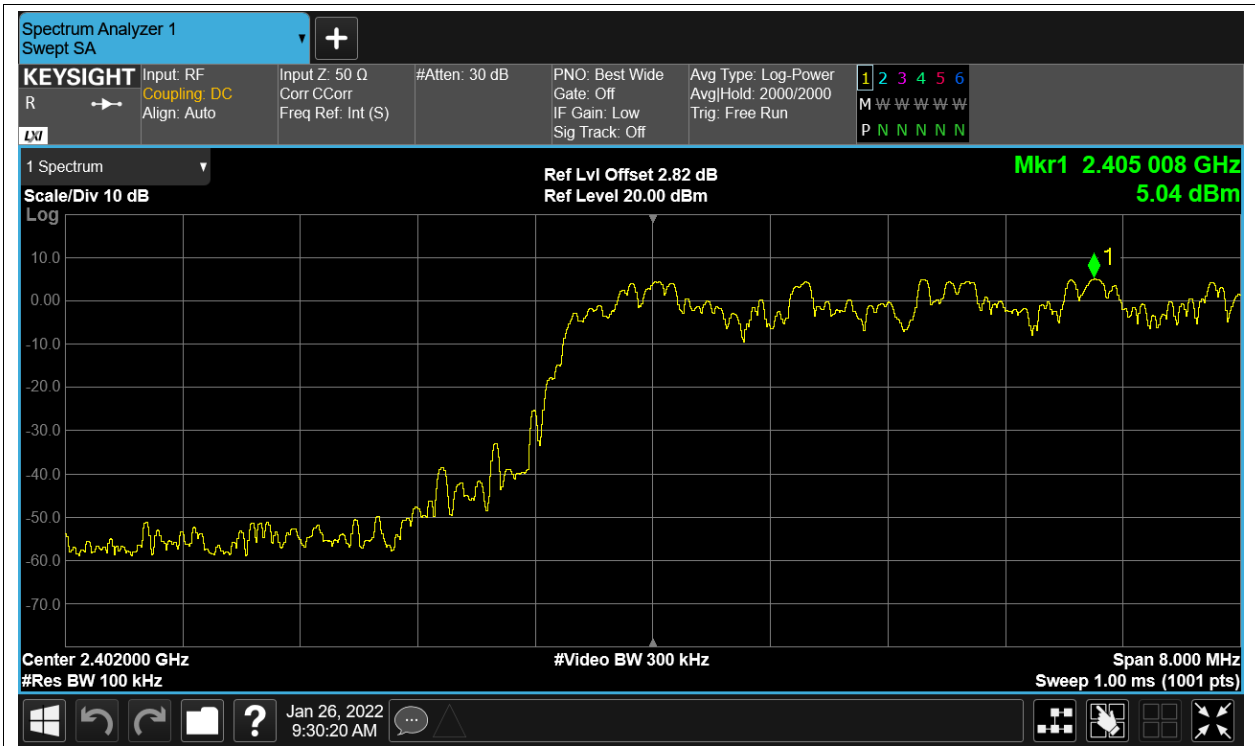 Spectrum Analyzer 1
Swept SA
+
KEYSIGHT
R
LXI
Input: RF
Coupling: DC
Align: Auto
Input Z: 50 Ω
Corr CCorr
Freq Ref: Int (S)
#Atten: 30 dB
PNO: Best Wide
Gate: Off
IF Gain: Low
Sig Track: Off
Avg Type: Log-Power
Avg|Hold: 2000/2000
Trig: Free Run
1 2 3 4 5 6
M W W W W W
P N N N N N
1 Spectrum
Scale/Div 10 dB
Ref Lvl Offset 2.82 dB
Ref Level 20.00 dBm
Mkr1 2.405 008 GHz
5.04 dBm
Log
1
10.0
0.00
-10.0
-20.0
-30.0
-40.0
-50.0
-60.0
-70.0
Center 2.402000 GHz
#Video BW 300 kHz
Span 8.000 MHz
#Res BW 100 kHz
Sweep 1.00 ms (1001 pts)
?
Jan 26, 2022
9:30:20 AM